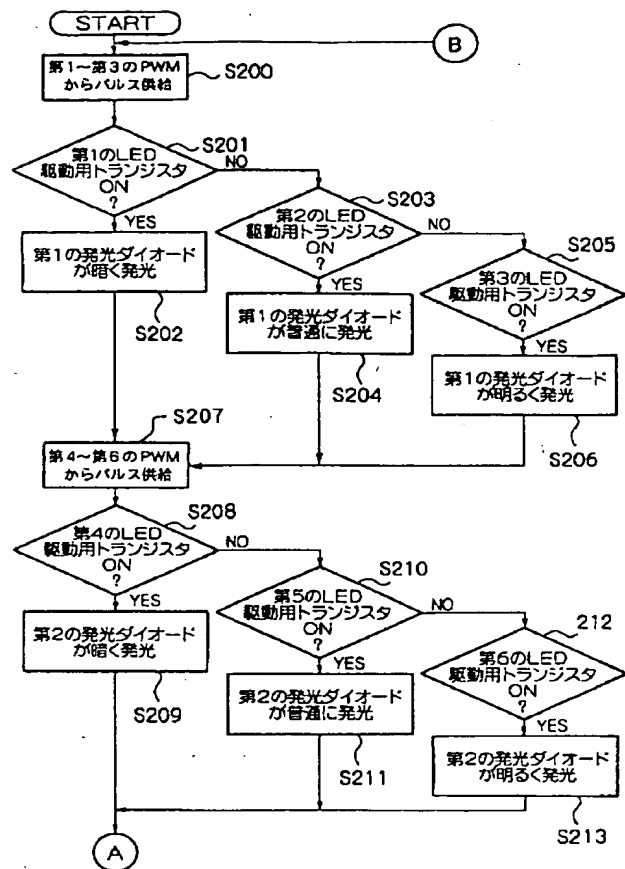 START
B
第1~第3のPWM
からパルス供給
S200
S201
第1のLED
駆動用トランジスタ
ON
?
NO
YES
S203
第2のLED
駆動用トランジスタ
ON
?
NO
YES
S205
第3のLED
駆動用トランジスタ
ON
?
YES
第1の発光ダイオード
が暗く発光
S202
第1の発光ダイオード
が普通に発光
S204
第1の発光ダイオード
が明るく発光
S206
S207
第4~第6のPWM
からパルス供給
S208
第4のLED
駆動用トランジスタ
ON
?
NO
YES
S210
第5のLED
駆動用トランジスタ
ON
?
NO
YES
212
第6のLED
駆動用トランジスタ
ON
?
YES
第2の発光ダイオード
が暗く発光
S209
第2の発光ダイオード
が普通に発光
S211
第2の発光ダイオード
が明るく発光
S213
A